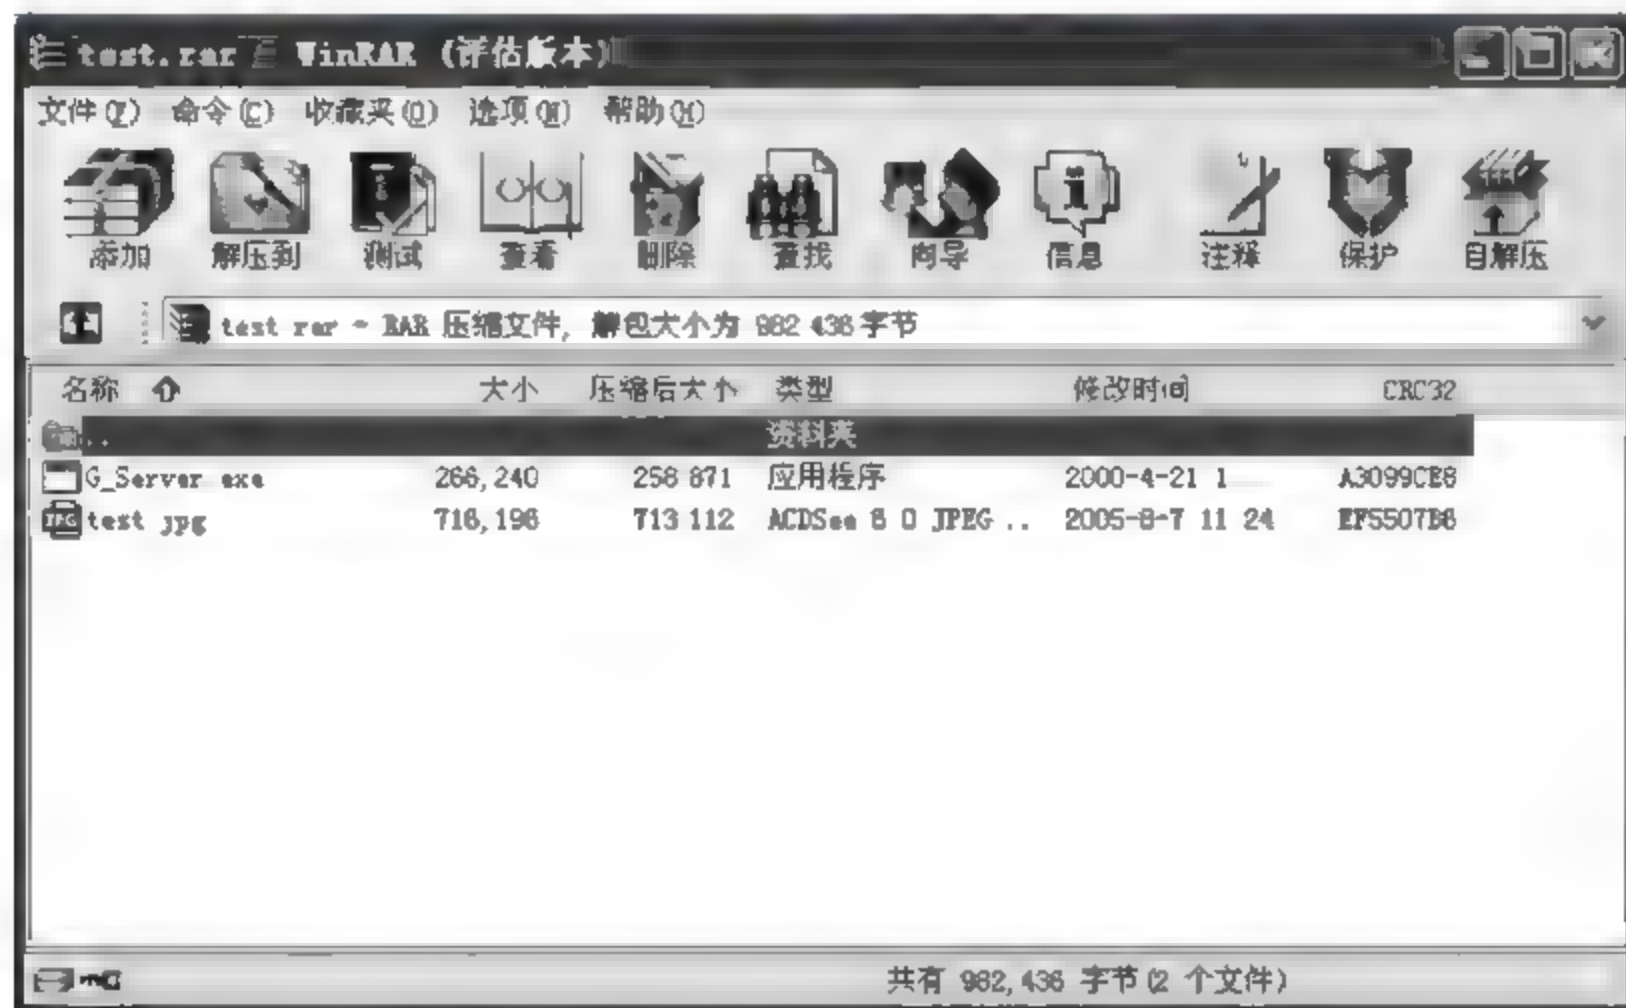 test.rar - WinRAR (评估版本)
文件(F) 命令(C) 收藏夹(O) 选项(N) 帮助(H)
添加 解压到 测试 查看 删除 查找 向导 信息 注释 保护 自解压
test rar - RAR 压缩文件, 解包大小为 982 436 字节
名称 大小 压缩后大小 类型 修改时间 CRC32
.. 资料夹
G_Server exe 266,240 258 871 应用程序 2000-4-21 1 A3099CE8
test jpg 716,196 713 112 ACDSee 8 0 JPEG .. 2005-8-7 11 24 EF5507B6
共有 982,436 字节(2 个文件)